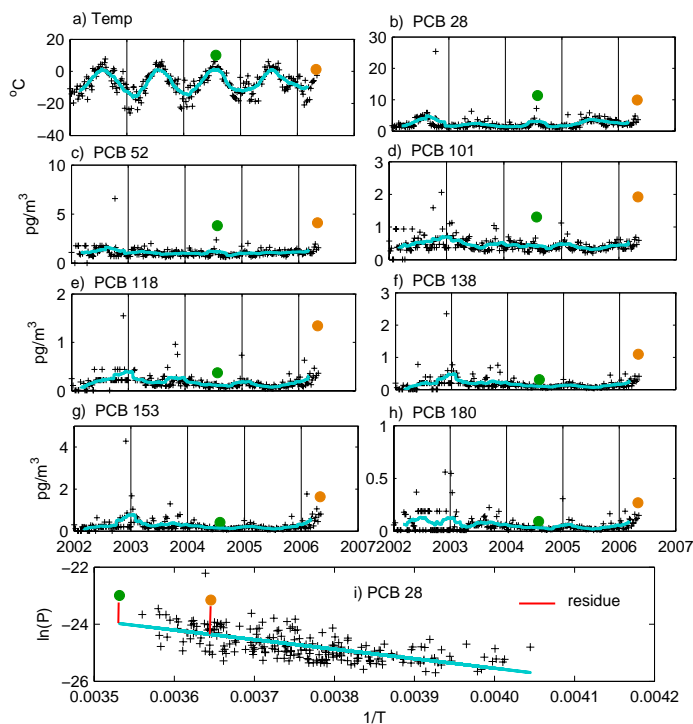 a) Temp
b) PCB 28
20
0
−20
−40
°C
30
20
10
0
c) PCB 52
d) PCB 101
10
5
0
pg/m3
3
2
1
0
e) PCB 118
f) PCB 138
2
1
0
pg/m3
3
2
1
0
g) PCB 153
h) PCB 180
4
2
0
pg/m3
1
0.5
0
2002 2003 2004 2005 2006 2007
2002 2003 2004 2005 2006 2007
−22
−24
−26
ln(P)
i) PCB 28
residue
0.0035 0.0036 0.0037 0.0038 0.0039 0.0040 0.0041 0.0042
1/T